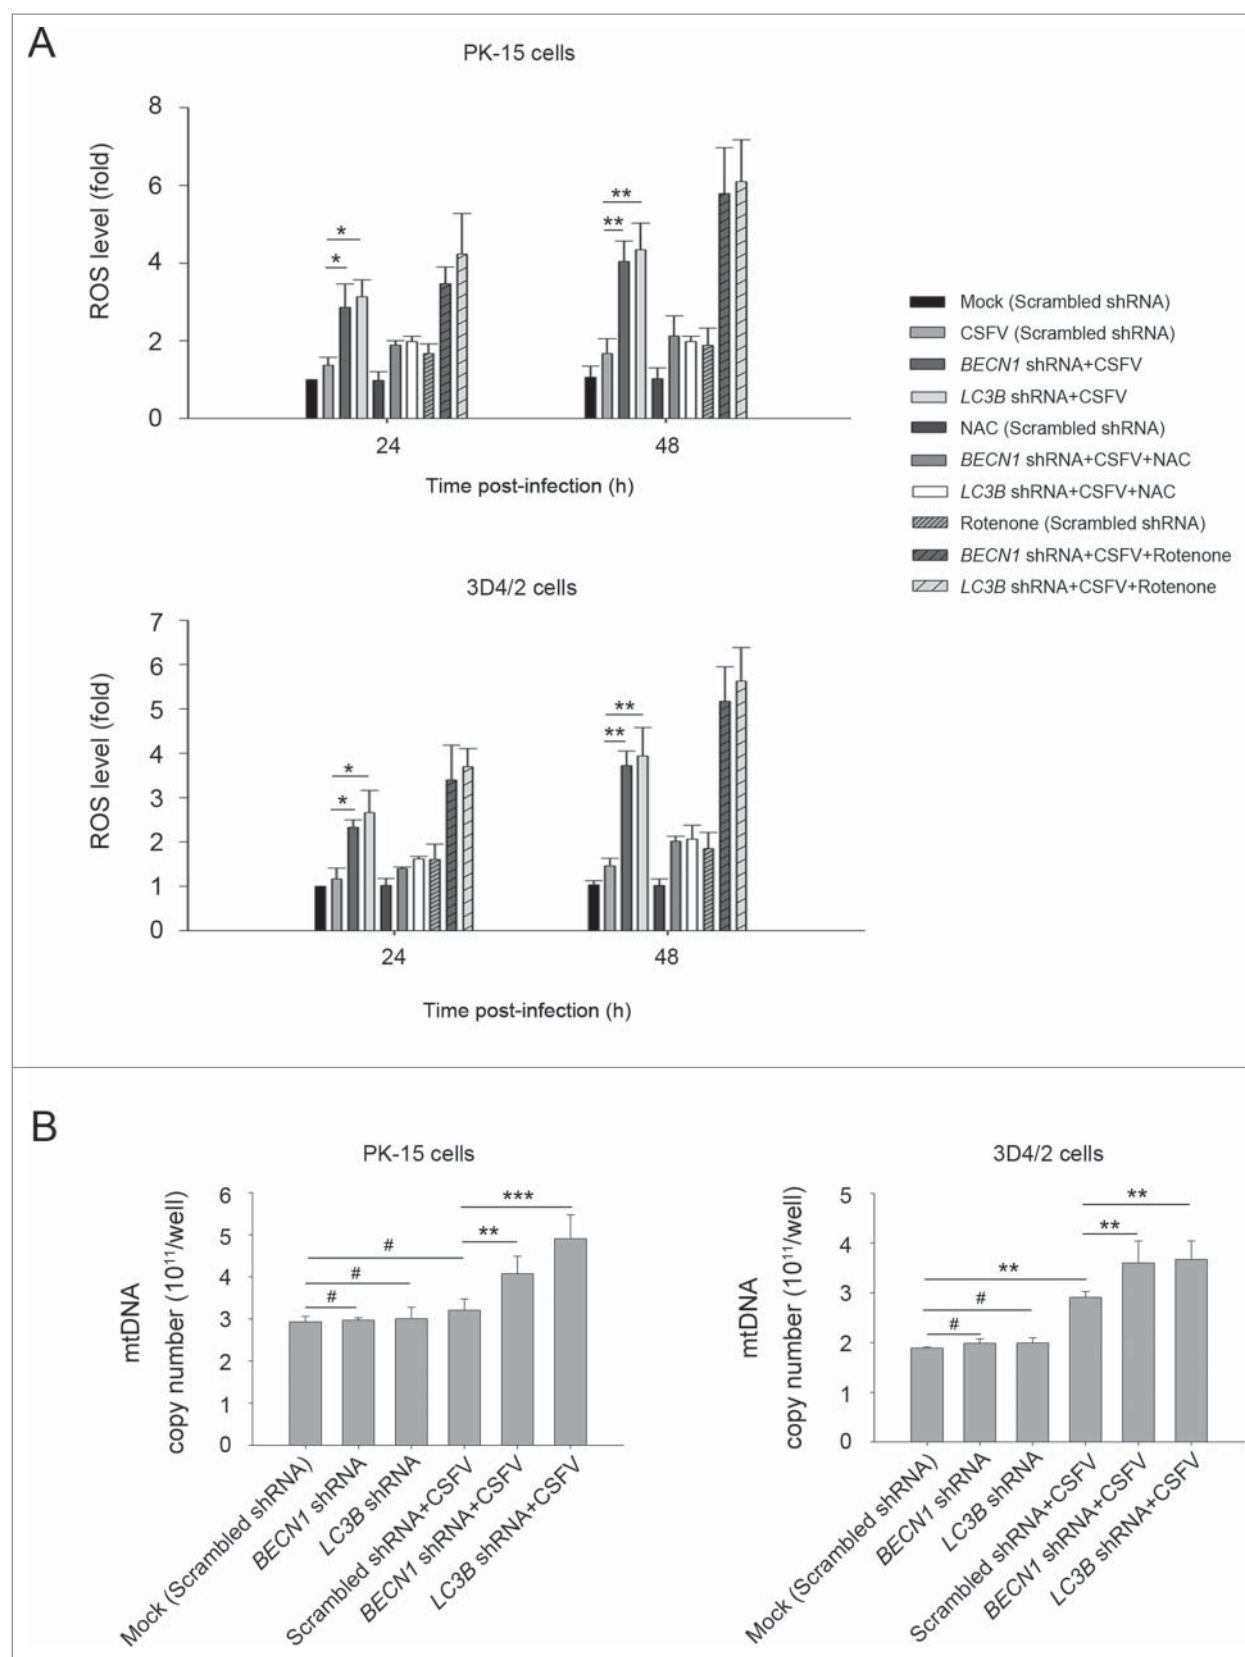 A
PK-15 cells
8
6
4
2
0
ROS level (fold)
*
*
**
**
24
48
Time post-infection (h)
Mock (Scrambled shRNA)
CSFV (Scrambled shRNA)
BECN1 shRNA+CSFV
LC3B shRNA+CSFV
NAC (Scrambled shRNA)
BECN1 shRNA+CSFV+NAC
LC3B shRNA+CSFV+NAC
Rotenone (Scrambled shRNA)
BECN1 shRNA+CSFV+Rotenone
LC3B shRNA+CSFV+Rotenone
3D4/2 cells
7
6
5
4
3
2
1
0
ROS level (fold)
*
*
**
**
24
48
Time post-infection (h)
B
PK-15 cells
6
5
4
3
2
1
0
mtDNA
copy number (10¹¹/well)
***
**
#
#
#
Mock (Scrambled shRNA)
BECN1 shRNA
LC3B shRNA
Scrambled shRNA+CSFV
BECN1 shRNA+CSFV
LC3B shRNA+CSFV
3D4/2 cells
5
4
3
2
1
0
mtDNA
copy number (10¹¹/well)
**
**
**
#
#
Mock (Scrambled shRNA)
BECN1 shRNA
LC3B shRNA
Scrambled shRNA+CSFV
BECN1 shRNA+CSFV
LC3B shRNA+CSFV